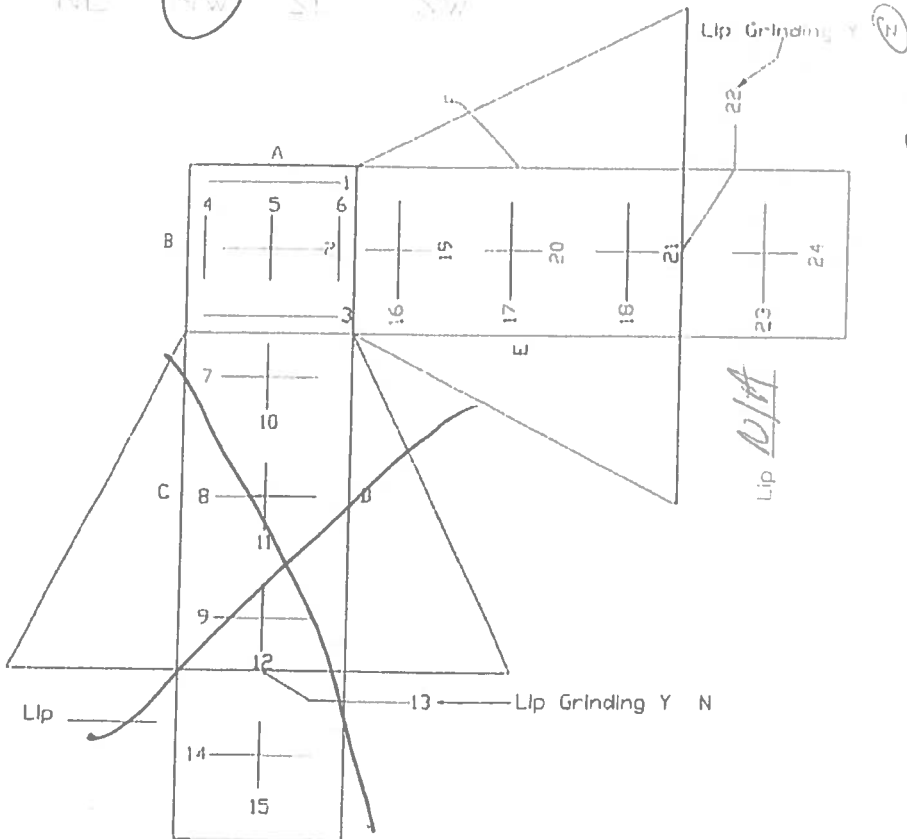 NE NW SE SW
Lip Grinding Y N
22
F
A
1
4 5 6
B
2 19 20 21 24
3 16 17 18 23
E
7
10
Lip N/A
C 8 D
11
9
12
Lip 13 Lip Grinding Y N
14
15